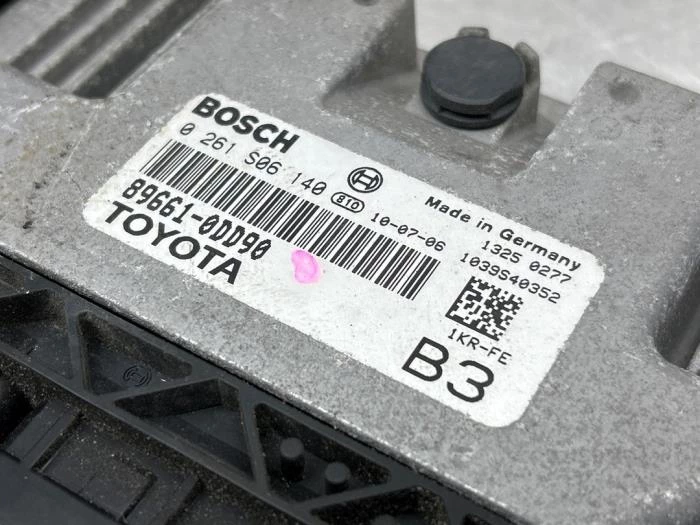 BOSCH
0 261 S06 140 810 10-07-06
Made in Germany
1325 0277
1039S40352
89661-0DD90
TOYOTA
1KR-FE
B3